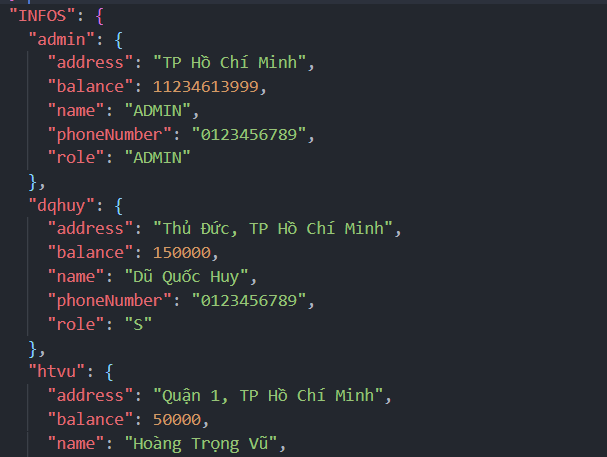 "INFOS": {
"admin": {
"address": "TP Hồ Chí Minh",
"balance": 11234613999,
"name": "ADMIN",
"phoneNumber": "0123456789",
"role": "ADMIN"
},
"dqhuy": {
"address": "Thủ Đức, TP Hồ Chí Minh",
"balance": 150000,
"name": "Dũ Quốc Huy",
"phoneNumber": "0123456789",
"role": "S"
},
"htvu": {
"address": "Quận 1, TP Hồ Chí Minh",
"balance": 50000,
"name": "Hoàng Trọng Vũ",